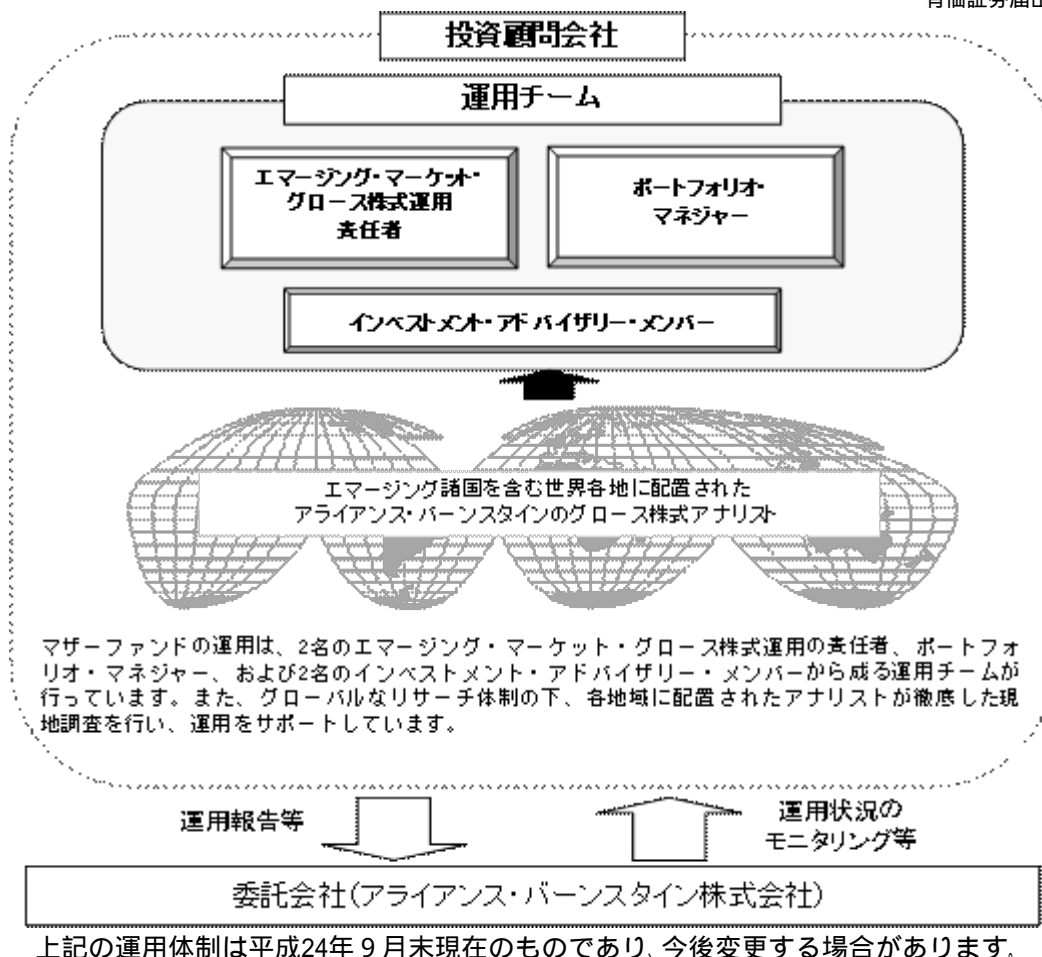 有価証券届出
投資顧問会社
運用チーム
エマージング・マーケット・
グロース株式運用
責任者
ポートフォリオ・
マネジャー
インベストメント・アドバイザリー・メンバー
エマージング諸国を含む世界各地に配置された
アライアンス・バーンスタインのグロース株式アナリスト
マザーファンドの運用は、2名のエマージング・マーケット・グロース株式運用の責任者、ポートフォ
リオ・マネジャー、および2名のインベストメント・アドバイザリー・メンバーから成る運用チームが
行っています。また、グローバルなリサーチ体制の下、各地域に配置されたアナリストが徹底した現
地調査を行い、運用をサポートしています。
運用報告等
運用状況の
モニタリング等
委託会社(アライアンス・バーンスタイン株式会社)
上記の運用体制は平成24年９月末現在のものであり、今後変更する場合があります。